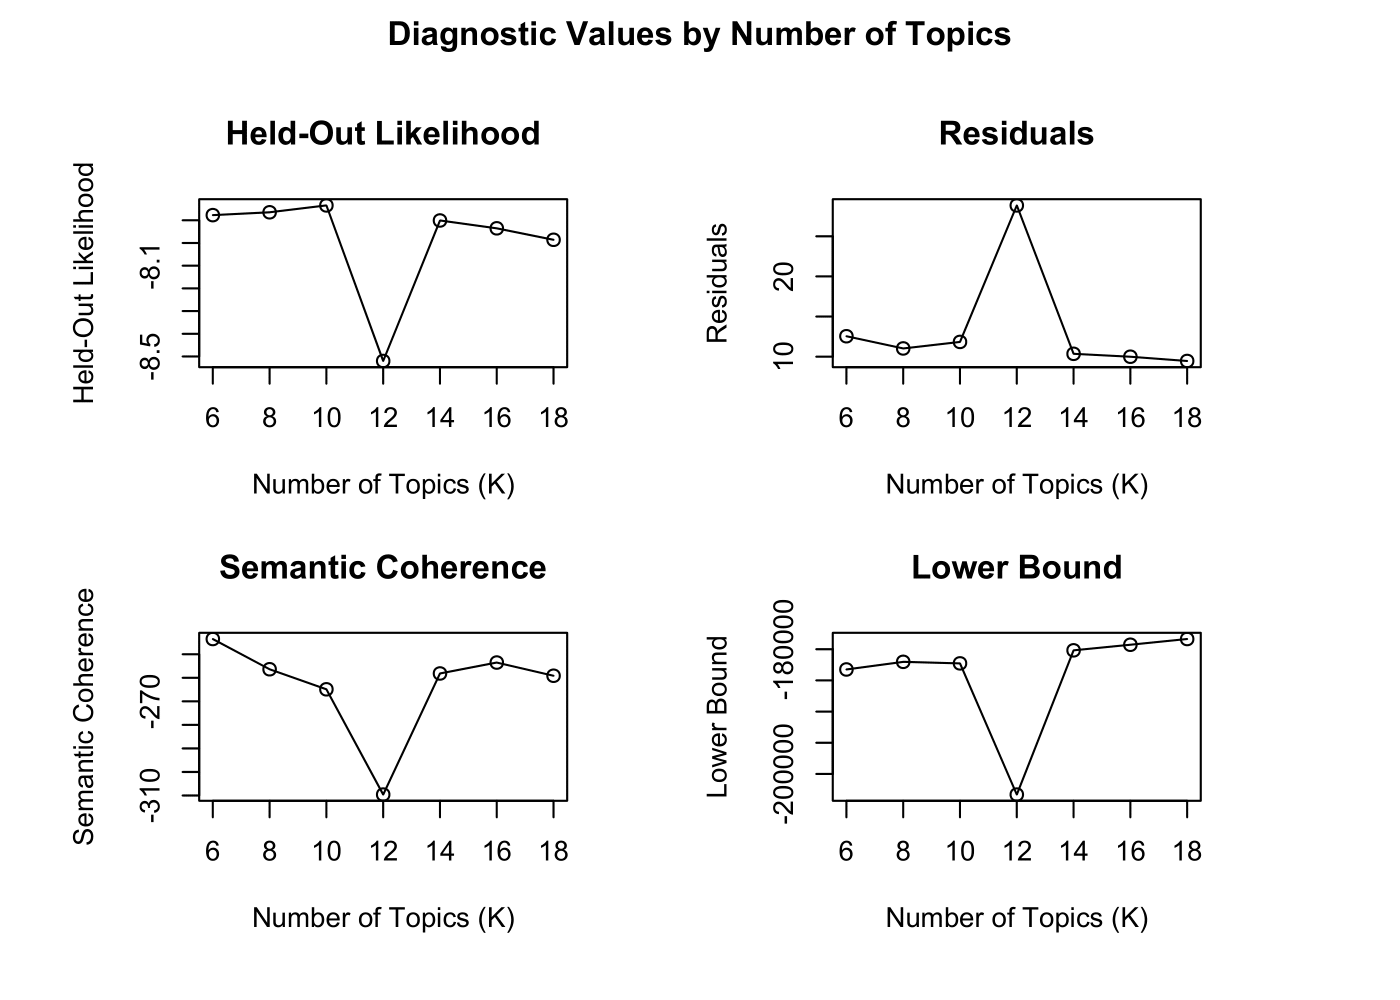 Diagnostic Values by Number of Topics
Held-Out Likelihood
Held-Out Likelihood
-8.1
-8.5
6 8 10 12 14 16 18
Number of Topics (K)
Residuals
Residuals
20
10
6 8 10 12 14 16 18
Number of Topics (K)
Semantic Coherence
Semantic Coherence
-270
-310
6 8 10 12 14 16 18
Number of Topics (K)
Lower Bound
Lower Bound
-180000
-200000
6 8 10 12 14 16 18
Number of Topics (K)